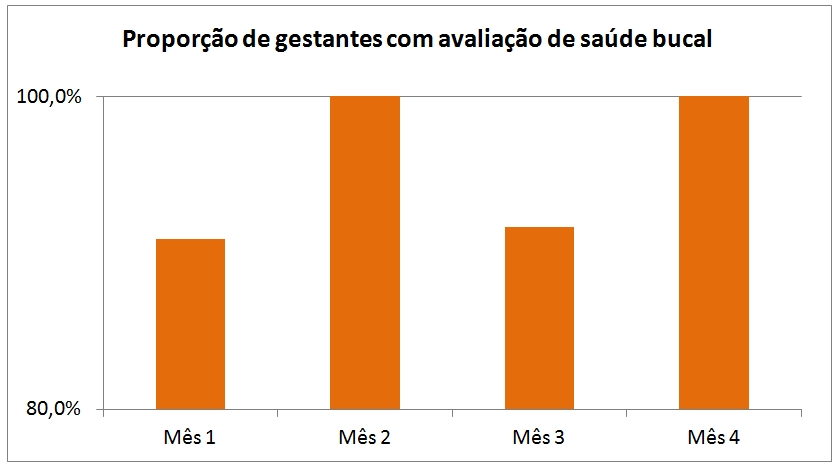 Proporção de gestantes com avaliação de saúde bucal
100,0%
80,0%
Mês 1 Mês 2 Mês 3 Mês 4